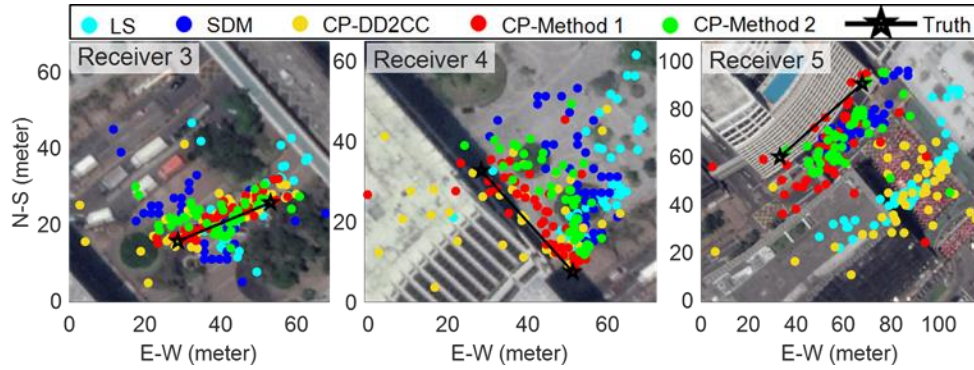 LS SDM CP-DD2CC CP-Method 1 CP-Method 2 Truth
Receiver 3 Receiver 4 Receiver 5
N-S (meter)
60
40
20
0
0 20 40 60
E-W (meter)
60
40
20
0
0 20 40 60
E-W (meter)
100
80
60
40
20
0
0 20 40 60 80 100
E-W (meter)